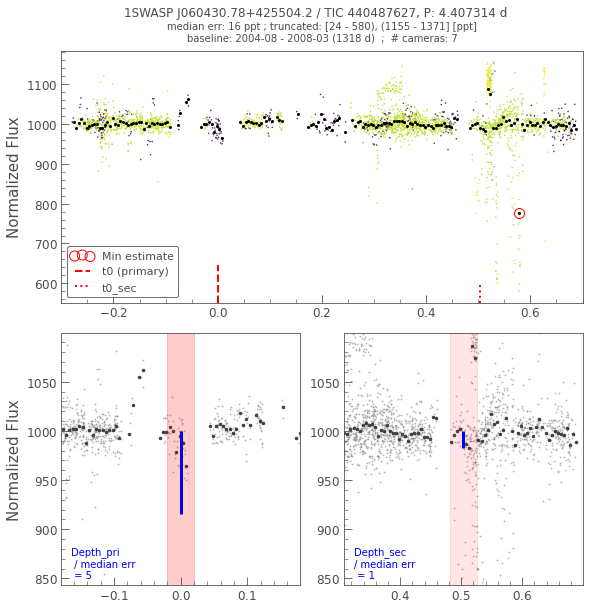 1SWASP J060430.78+425504.2 / TIC 440487627, P: 4.407314 d
median err: 16 ppt ; truncated: [24 - 580), (1155 - 1371] [ppt]
baseline: 2004-08 - 2008-03 (1318 d)  ;  # cameras: 7
Normalized Flux
1100
1000
900
800
700
600
Min estimate
t0 (primary)
t0_sec
−0.2
0.0
0.2
0.4
0.6
Normalized Flux
1050
1000
950
900
850
Depth_pri
/ median err
= 5
−0.1
0.0
0.1
1050
1000
950
900
850
Depth_sec
/ median err
= 1
0.4
0.5
0.6